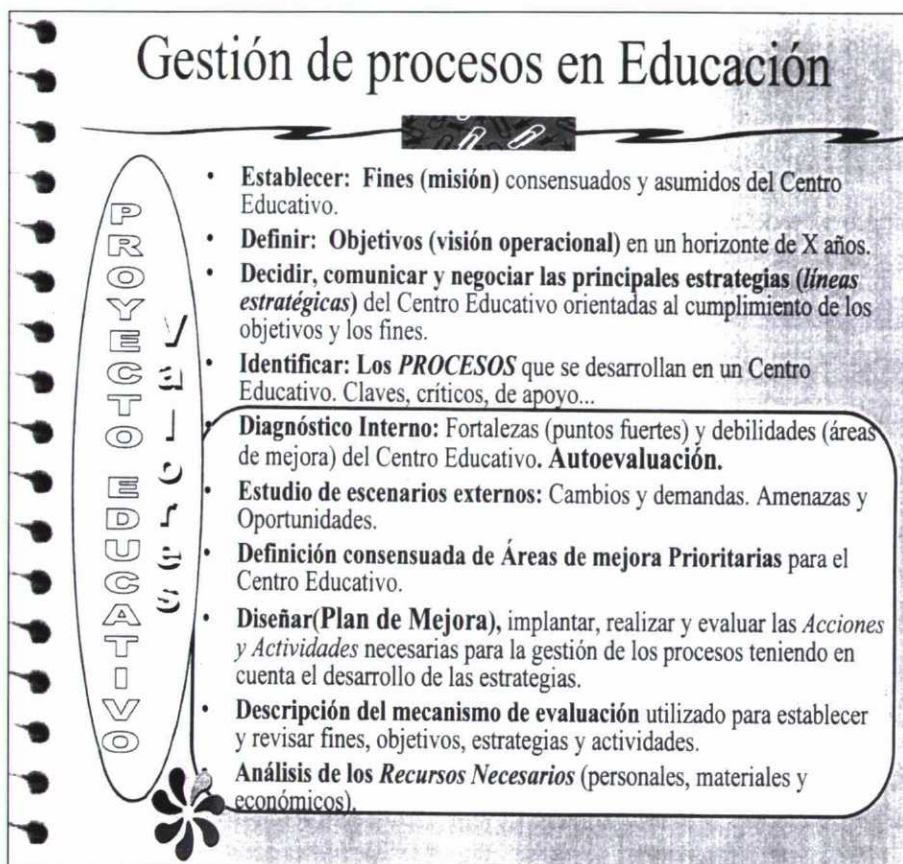 Gestión de procesos en Educación
PROYECTO EDUCATIVO
Valores
• Establecer: Fines (misión) consensuados y asumidos del Centro
Educativo.
• Definir: Objetivos (visión operacional) en un horizonte de X años.
• Decidir, comunicar y negociar las principales estrategias (líneas
estratégicas) del Centro Educativo orientadas al cumplimiento de los
objetivos y los fines.
• Identificar: Los PROCESOS que se desarrollan en un Centro
Educativo. Claves, críticos, de apoyo...
• Diagnóstico Interno: Fortalezas (puntos fuertes) y debilidades (áreas
de mejora) del Centro Educativo. Autoevaluación.
• Estudio de escenarios externos: Cambios y demandas. Amenazas y
Oportunidades.
• Definición consensuada de Áreas de mejora Prioritarias para el
Centro Educativo.
• Diseñar(Plan de Mejora), implantar, realizar y evaluar las Acciones
y Actividades necesarias para la gestión de los procesos teniendo en
cuenta el desarrollo de las estrategias.
• Descripción del mecanismo de evaluación utilizado para establecer
y revisar fines, objetivos, estrategias y actividades.
• Análisis de los Recursos Necesarios (personales, materiales y
económicos).